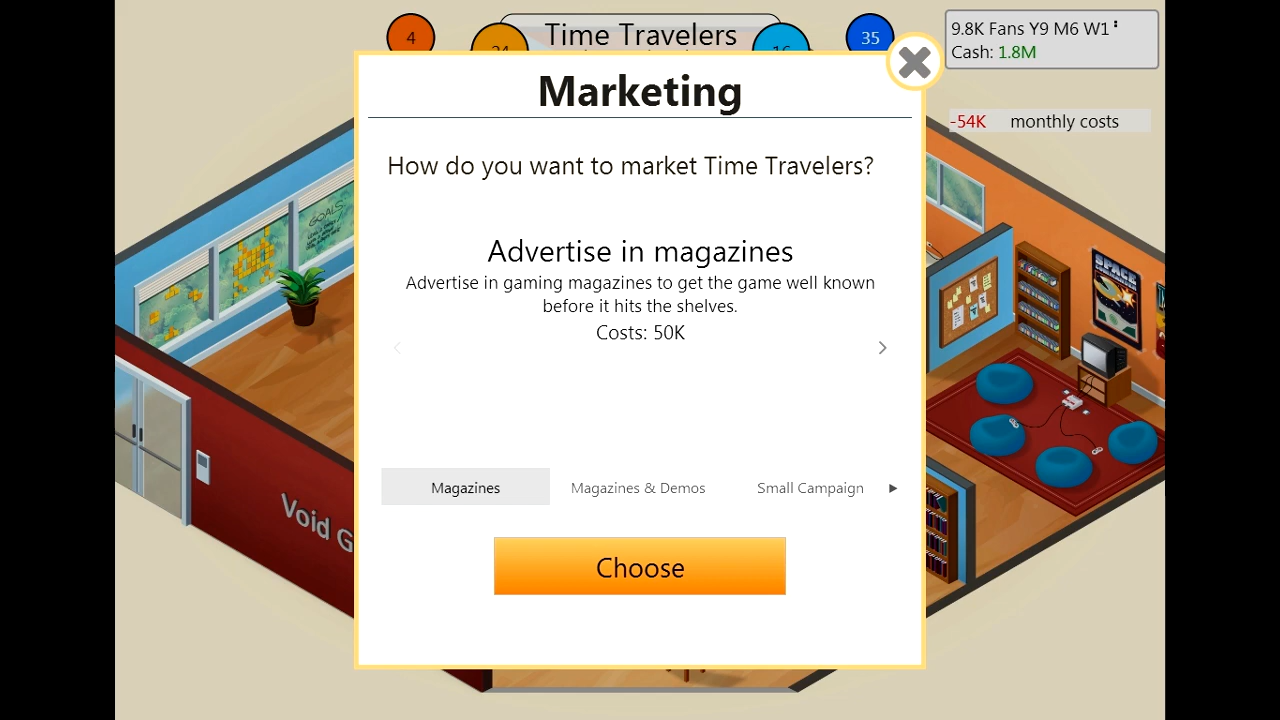 4
35
Time Travelers
9.8K Fans Y9 M6 W1
Cash: 1.8M
-54K monthly costs
Marketing
How do you want to market Time Travelers?
Advertise in magazines
Advertise in gaming magazines to get the game well known
before it hits the shelves.
Costs: 50K
Magazines
Magazines & Demos
Small Campaign
Choose
GOALS
SPACE
Void G